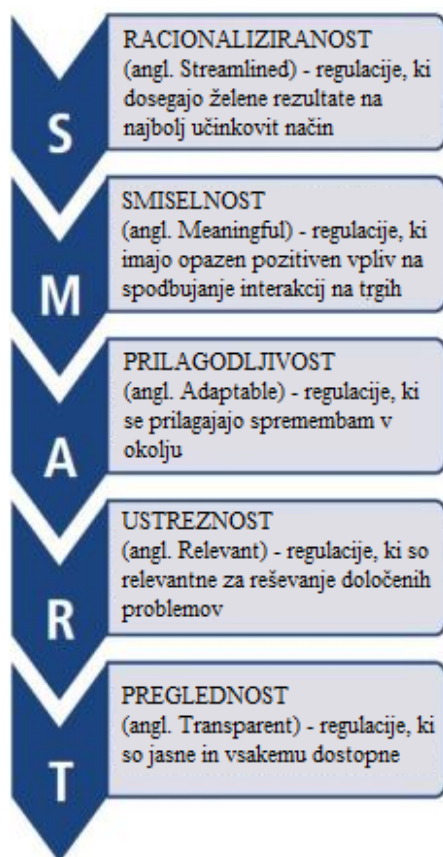 S
RACIONALIZIRANOST
(angl. Streamlined) - regulacije, ki
dosegajo želene rezultate na
najbolj učinkovit način
M
SMISELNOST
(angl. Meaningful) - regulacije, ki
imajo opazen pozitiven vpliv na
spodbujanje interakcij na trgih
A
PRILAGODLJIVOST
(angl. Adaptable) - regulacije, ki
se prilagajajo spremembam v
okolju
R
USTREZNOST
(angl. Relevant) - regulacije, ki so
relevantne za reševanje določenih
problemov
T
PREGLEDNOST
(angl. Transparent) - regulacije, ki
so jasne in vsakemu dostopne